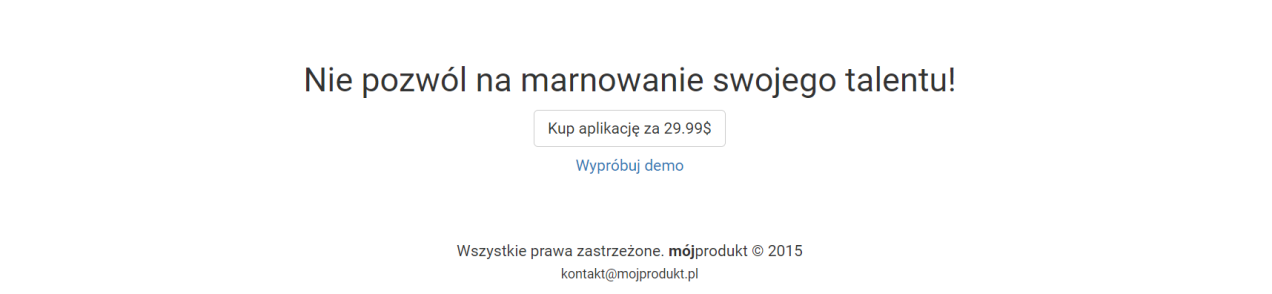 Nie pozwól na marnowanie swojego talentu!
Kup aplikację za 29.99$
Wypróbuj demo
Wszystkie prawa zastrzeżone. mójprodukt © 2015
kontakt@mojprodukt.pl